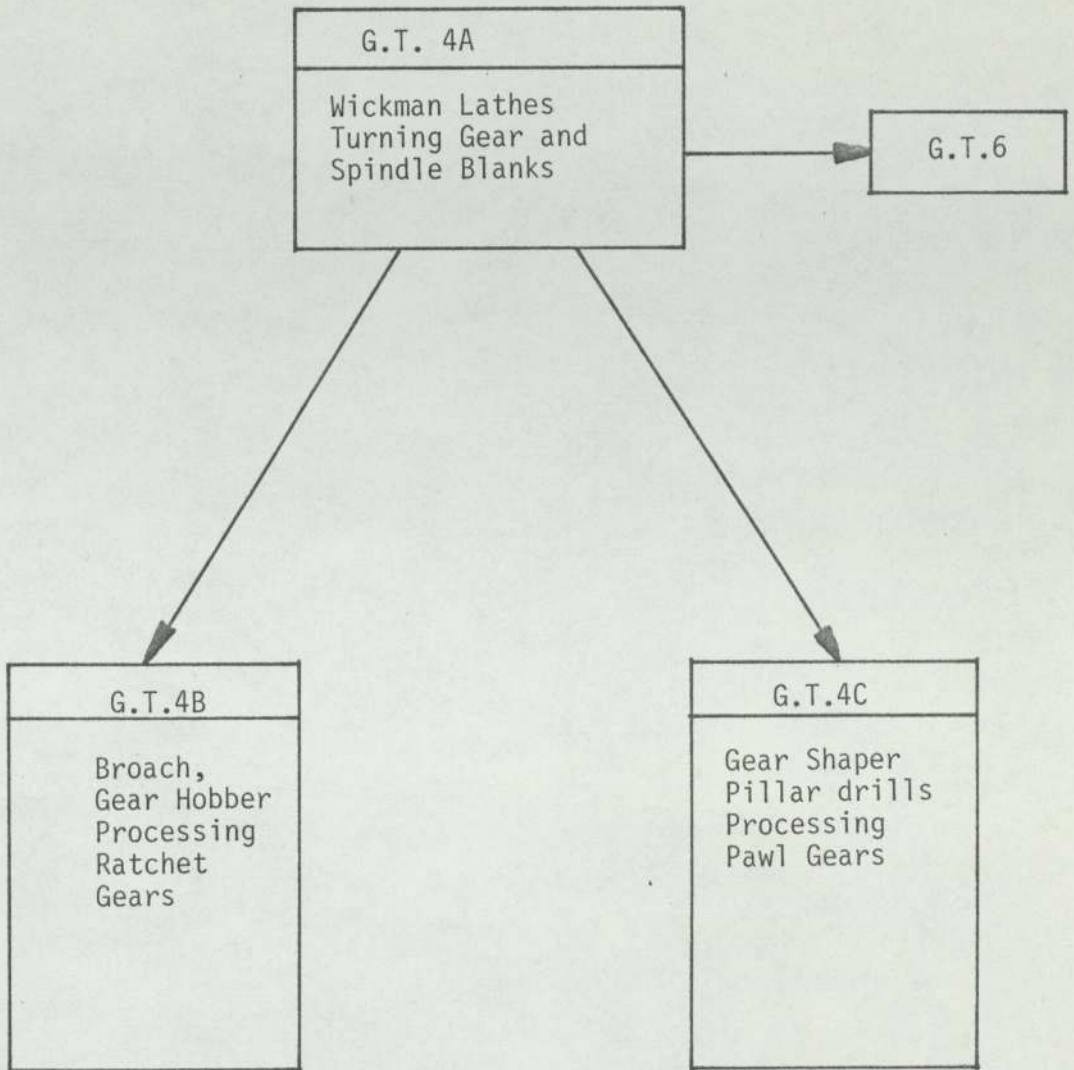 G.T. 4A
Wickman Lathes
Turning Gear and
Spindle Blanks
G.T.6
G.T.4B
Broach,
Gear Hobber
Processing
Ratchet
Gears
G.T.4C
Gear Shaper
Pillar drills
Processing
Pawl Gears